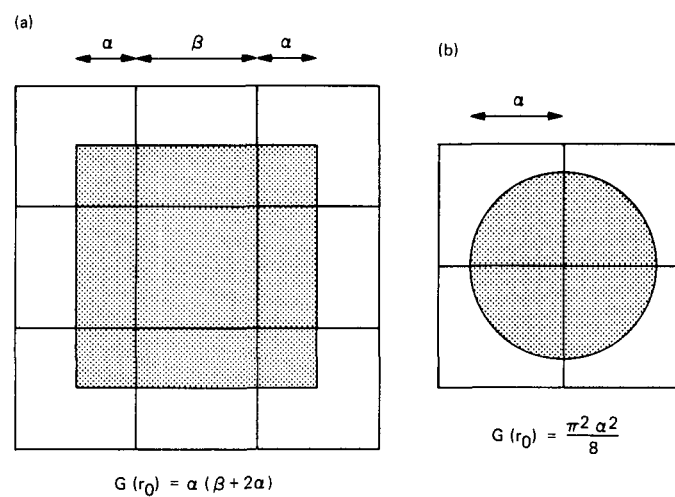 (a)
α β α
(b)
α
G (r₀) = π² α² / 8
G (r₀) = α (β + 2α)